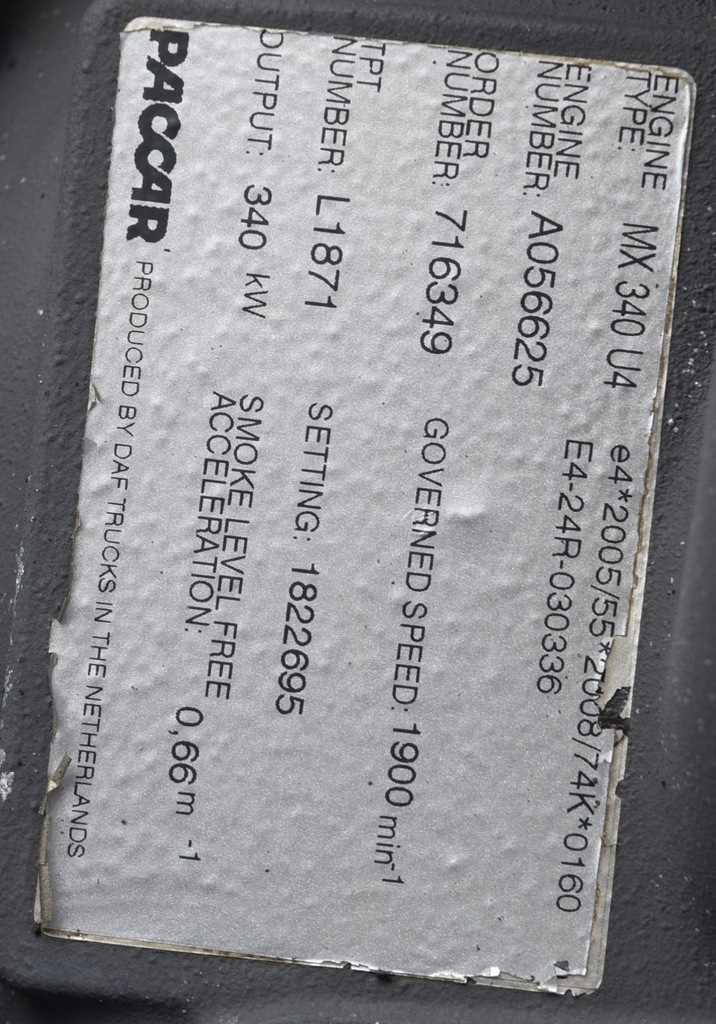 ENGINE TYPE: MX 340 U4 e4*2005/55*2008/74K*0160
ENGINE NUMBER: A056625 E4-24R-030336
ORDER NUMBER: 716349 GOVERNED SPEED: 1900 min-1
TPT NUMBER: L1871 SETTING: 1822695
OUTPUT: 340 kW SMOKE LEVEL FREE ACCELERATION: 0,66 m -1
PACCAR PRODUCED BY DAF TRUCKS IN THE NETHERLANDS